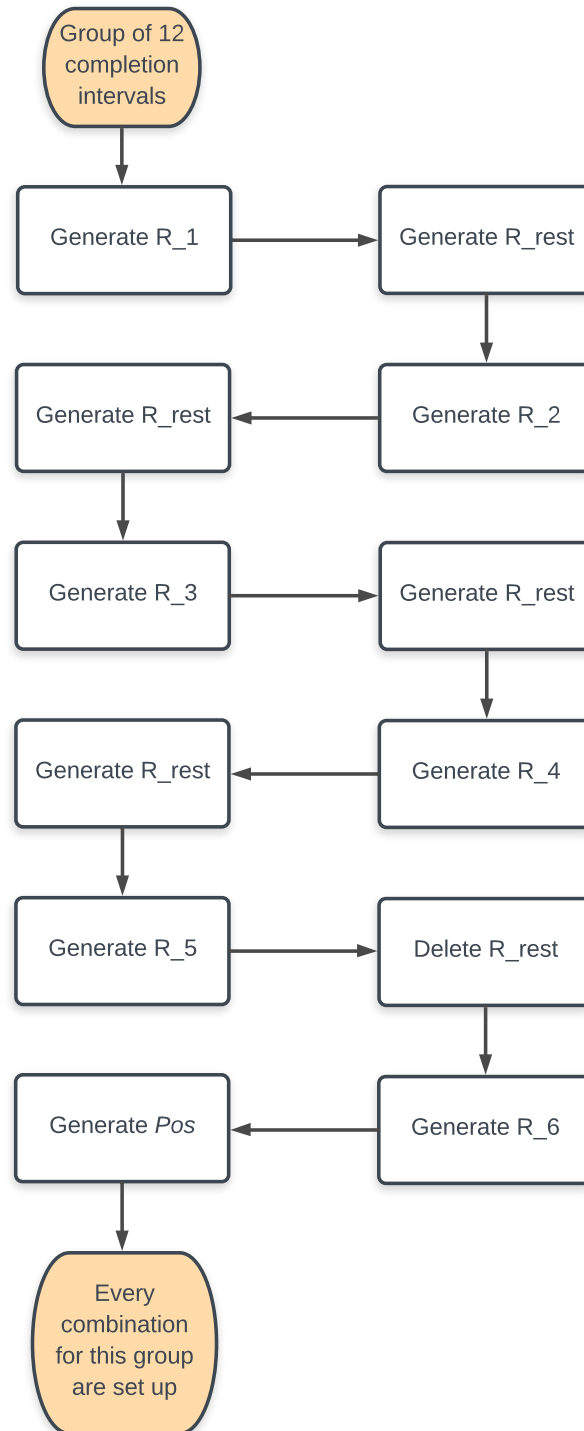 Group of 12
completion
intervals
Generate R_1
Generate R_rest
Generate R_2
Generate R_rest
Generate R_3
Generate R_rest
Generate R_4
Generate R_rest
Generate R_5
Delete R_rest
Generate R_6
Generate Pos
Every
combination
for this group
are set up